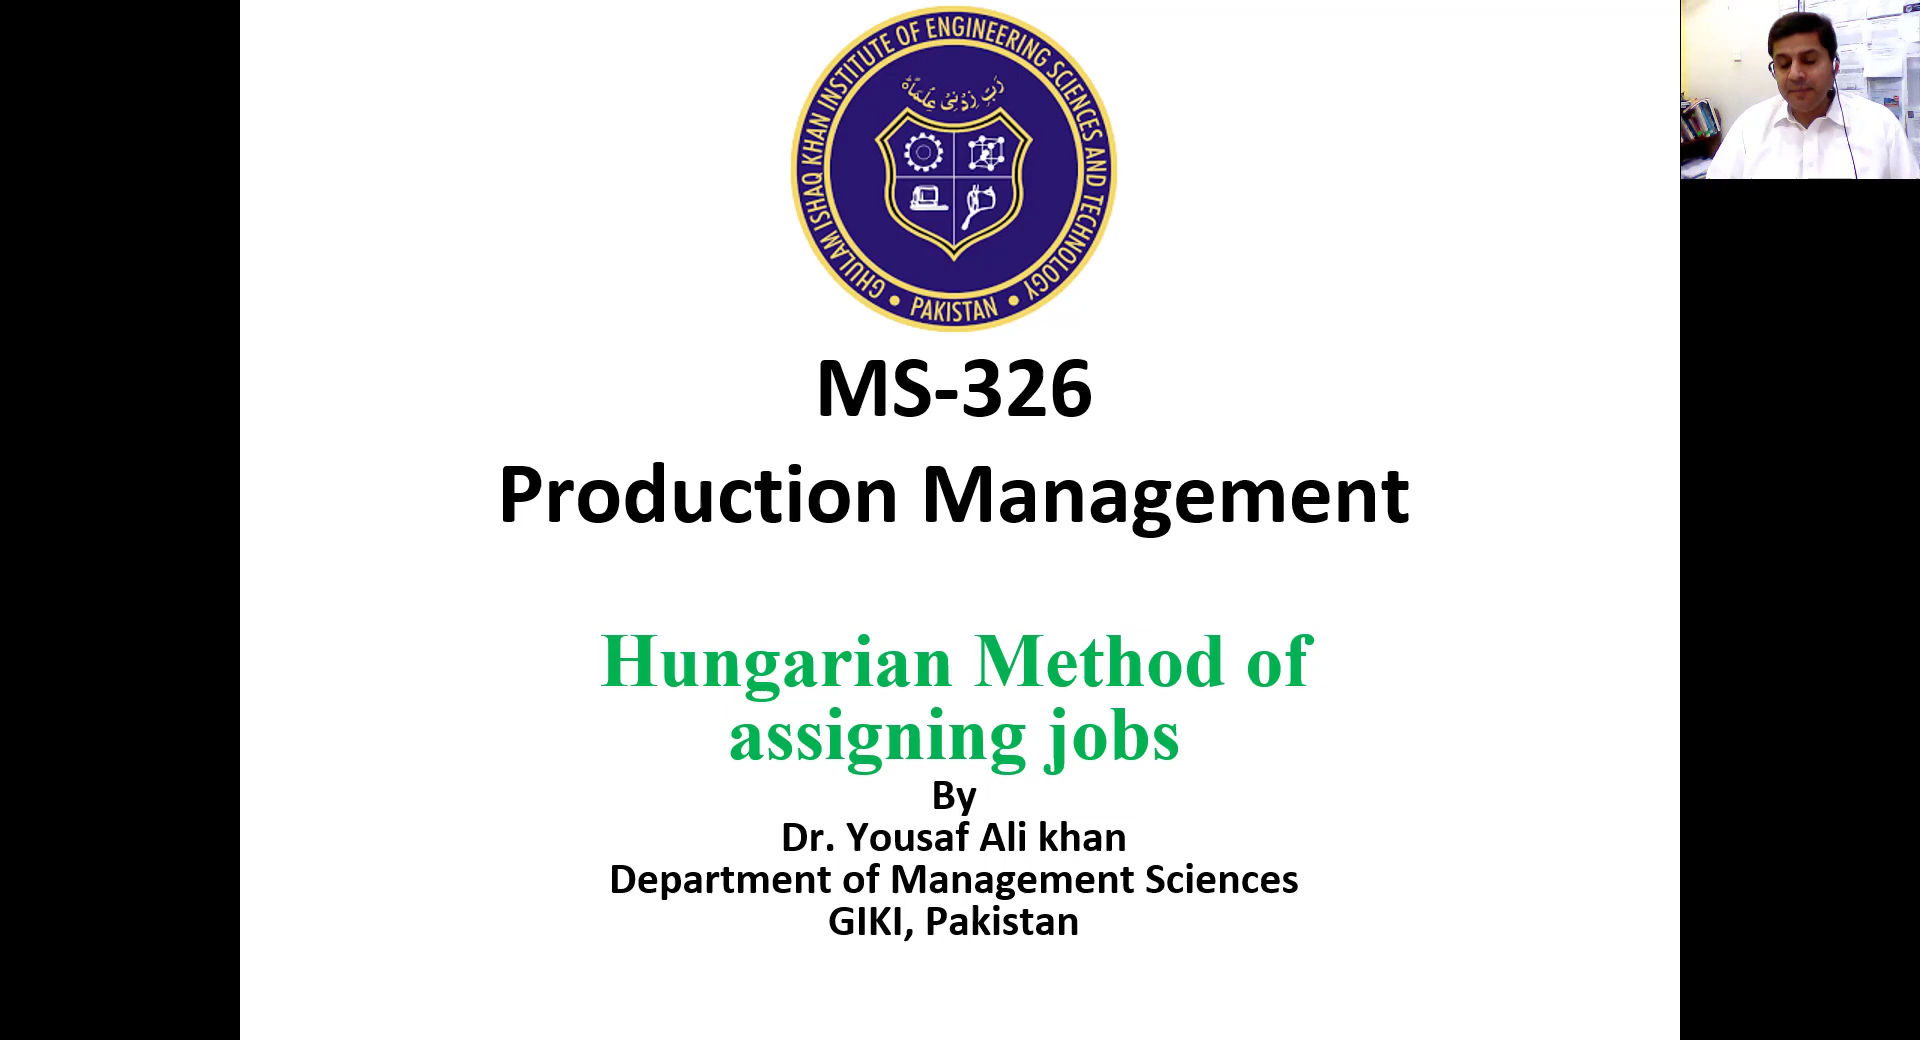 GHULAM ISHAQ KHAN INSTITUTE OF ENGINEERING SCIENCES AND TECHNOLOGY
• PAKISTAN •
رَبِّ زِدْنِي عِلْمًا
MS-326
Production Management
Hungarian Method of
assigning jobs
By
Dr. Yousaf Ali khan
Department of Management Sciences
GIKI, Pakistan